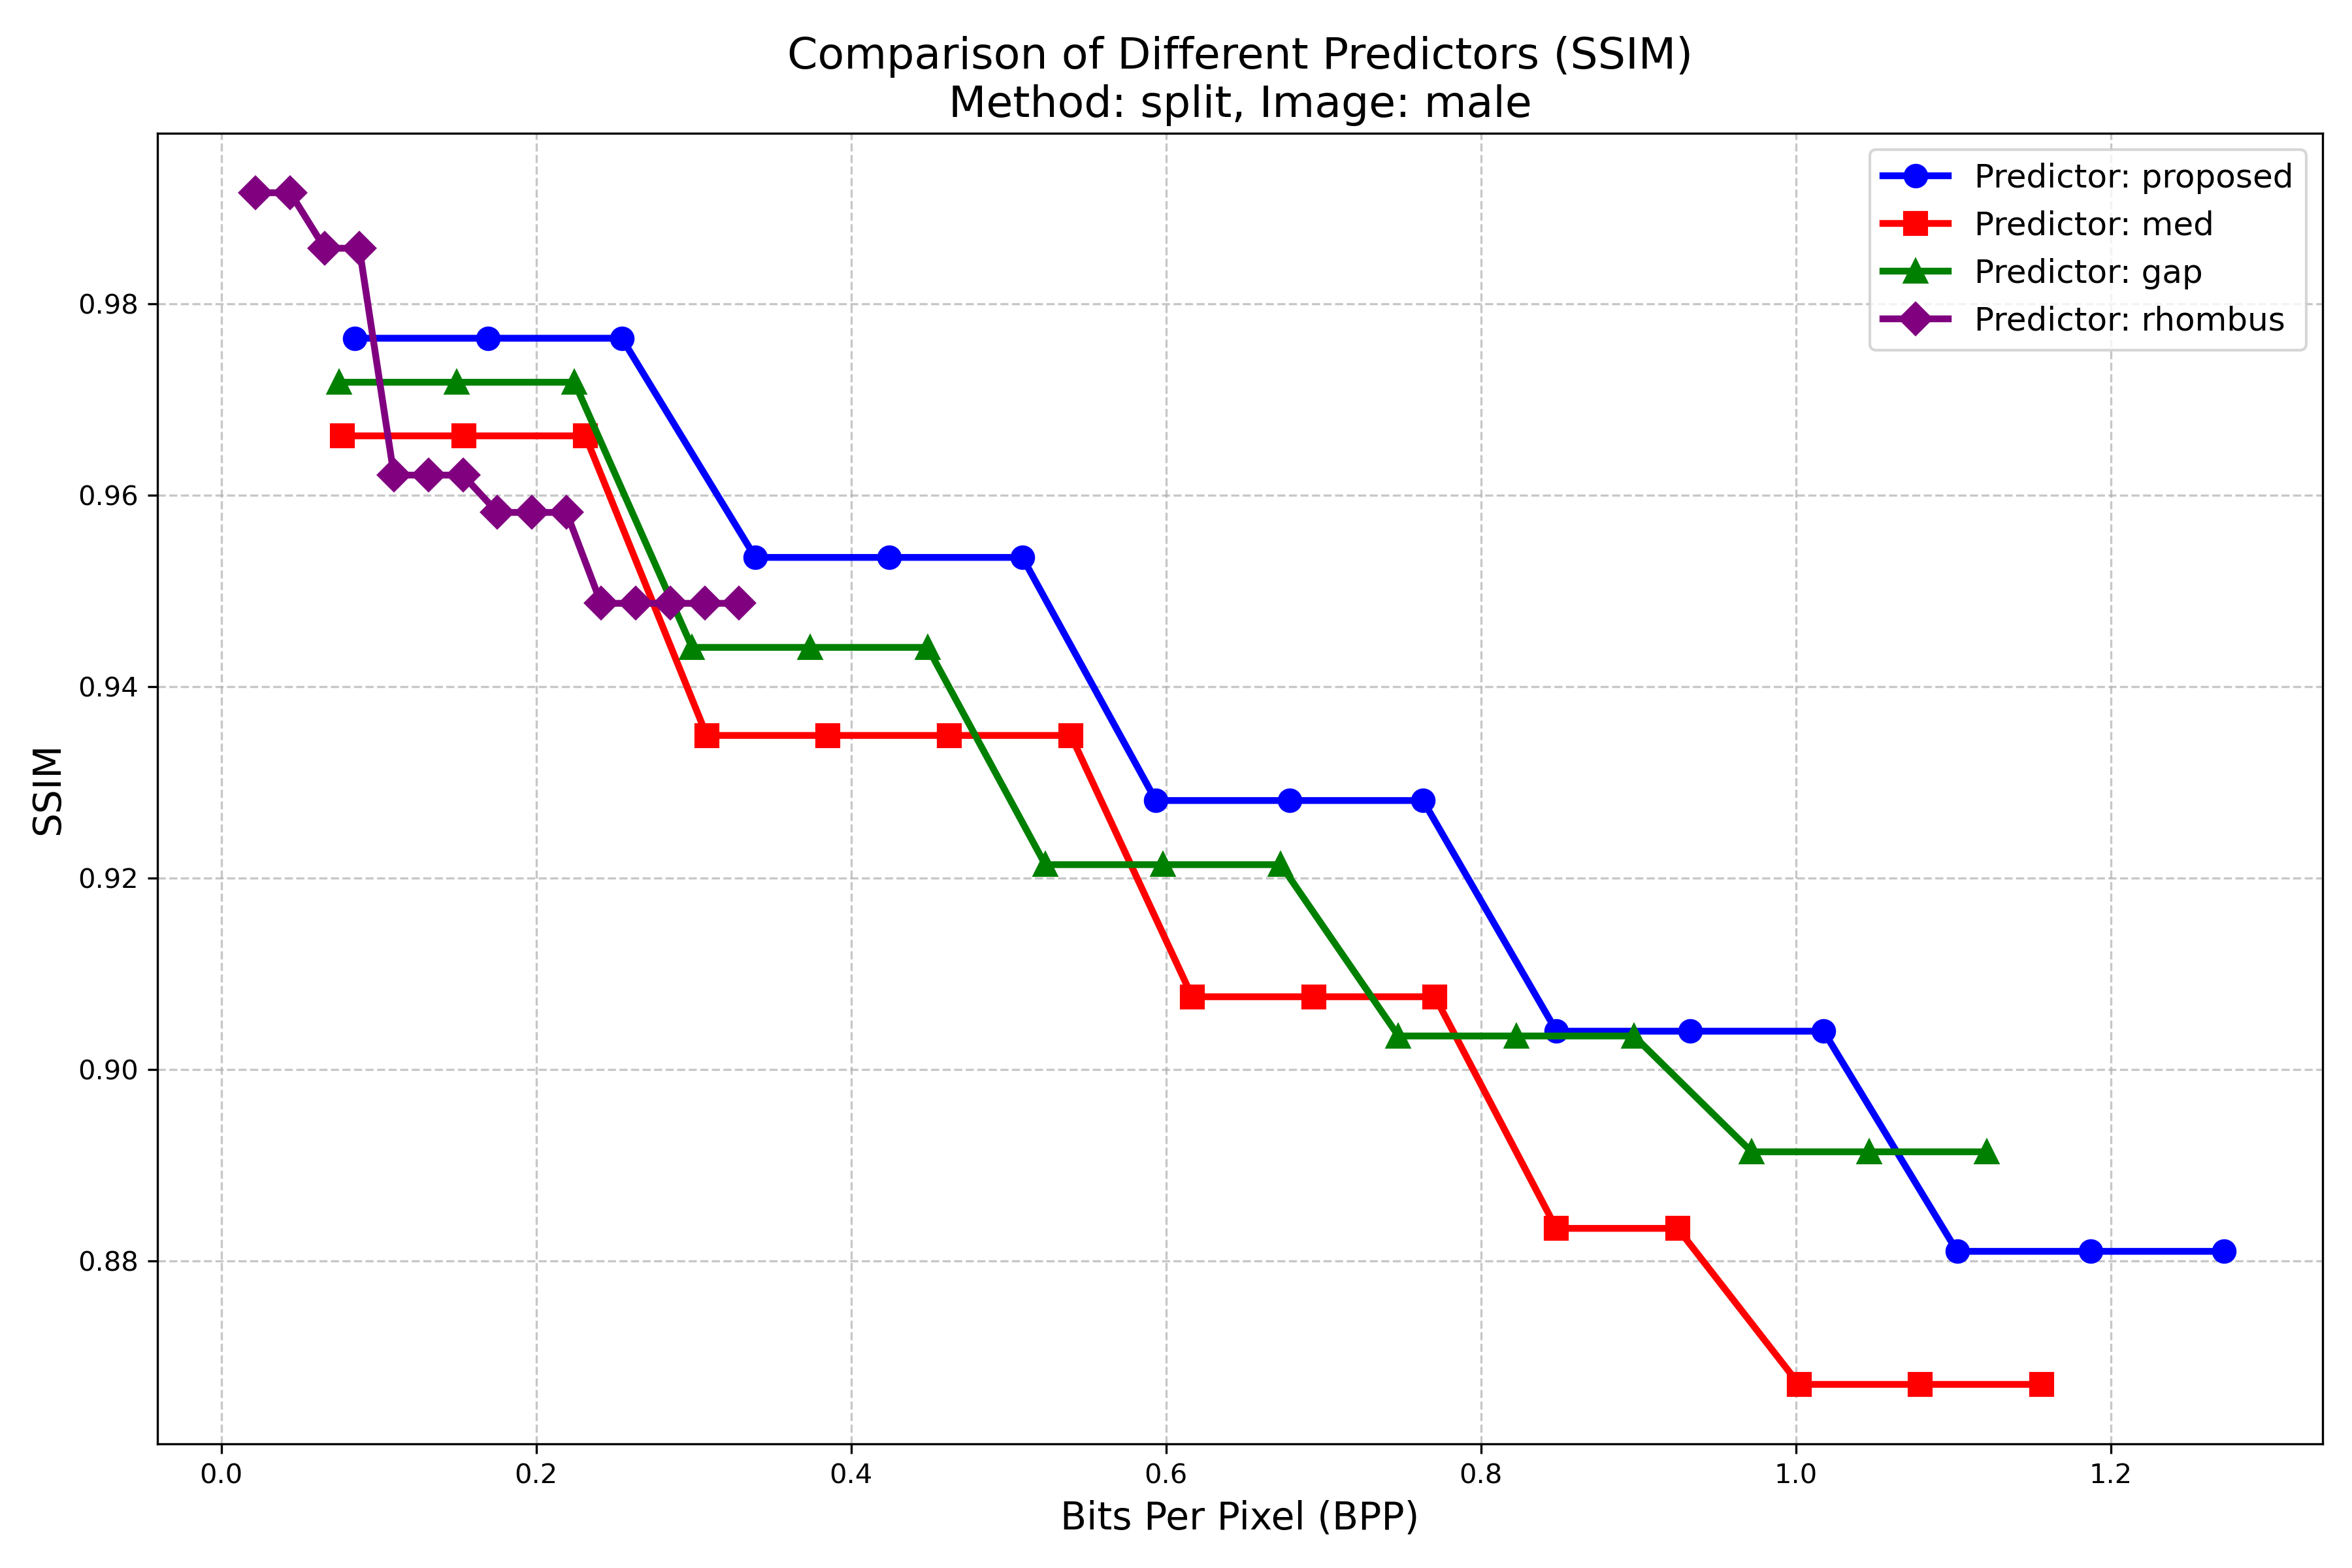 Comparison of Different Predictors (SSIM)
Method: split, Image: male
Predictor: proposed
Predictor: med
Predictor: gap
Predictor: rhombus
SSIM
0.98
0.96
0.94
0.92
0.90
0.88
0.0 0.2 0.4 0.6 0.8 1.0 1.2
Bits Per Pixel (BPP)